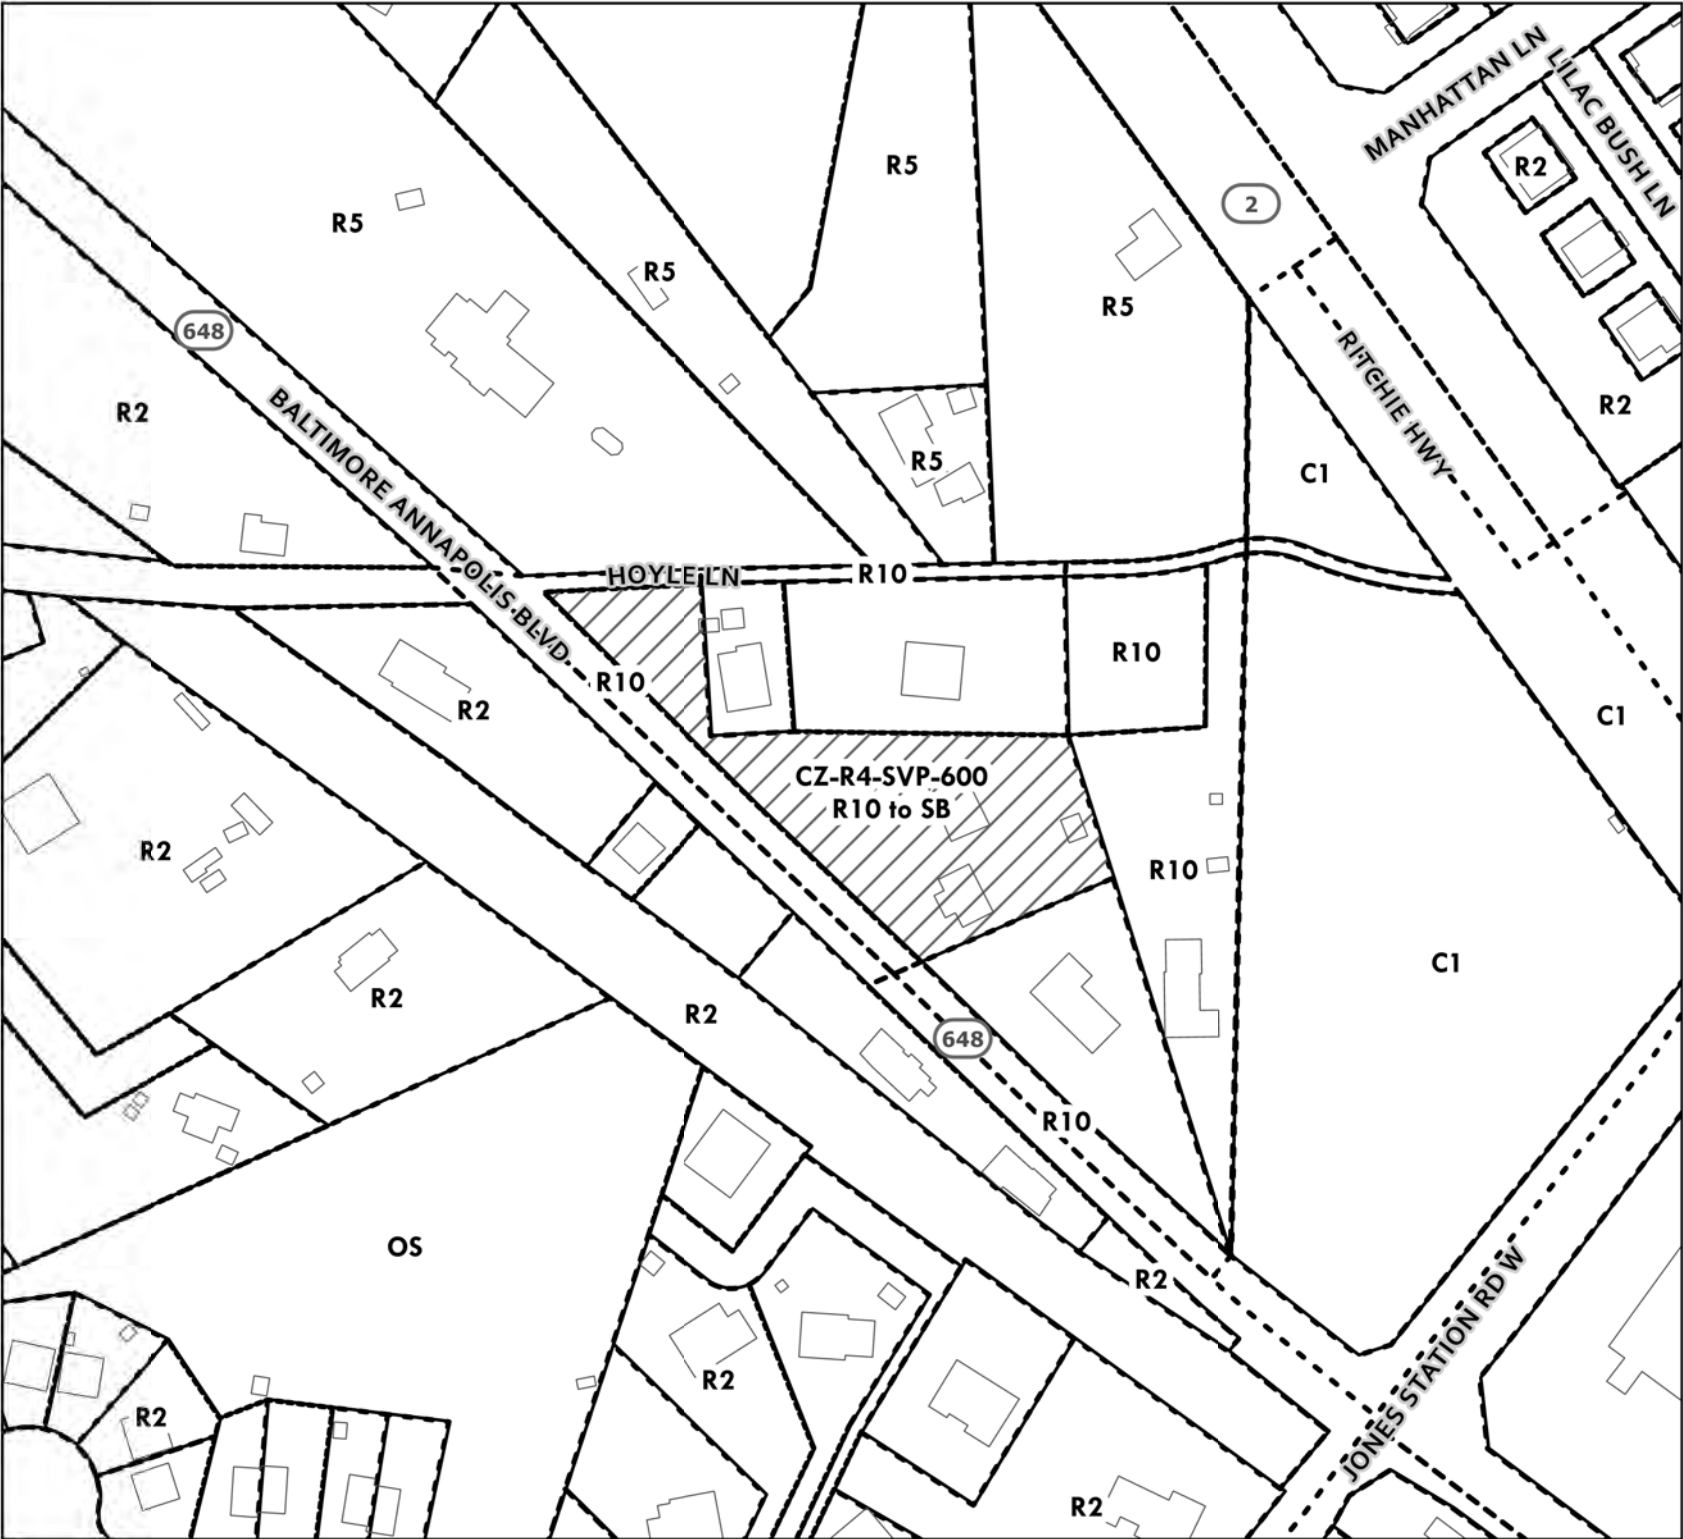 MANHATTAN LN
LILAC BUSH LN
R5
R2
2
R5
R5
R5
648
RITCHIE HWY
R2
R2
BALTIMORE ANNAPOLIS BLVD
R5
C1
HOYLE LN
R10
R10
R10
R2
C1
CZ-R4-SVP-600
R10 to SB
R2
R10
C1
R2
R2
648
R10
OS
R2
JONES STATION RD W
R2
R2
R2